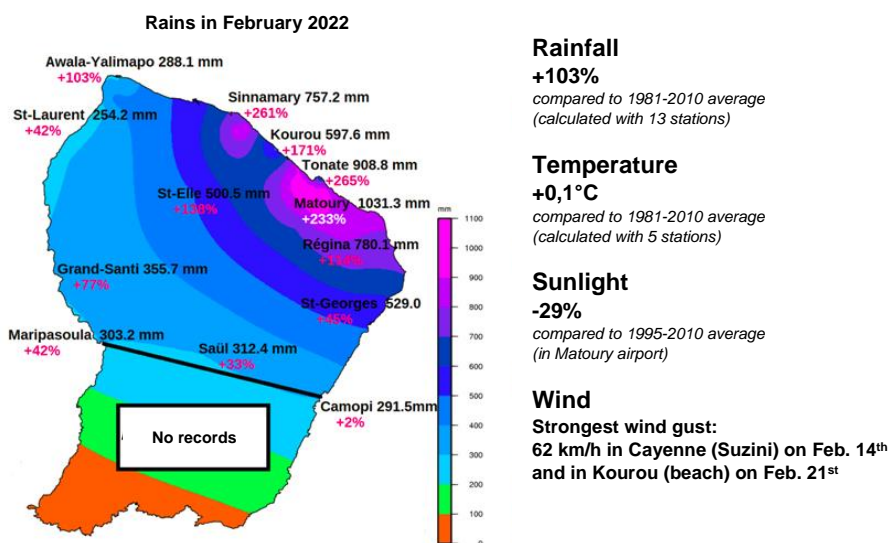 Rains in February 2022
Awala-Yalimapo 288.1 mm
+103%
Sinnamary 757.2 mm
+261%
St-Laurent 254.2 mm
+42%
Kourou 597.6 mm
+171%
Tonate 908.8 mm
+265%
St-Elle 500.5 mm
+138%
Matoury 1031.3 mm
+233%
Régina 780.1 mm
+114%
Grand-Santi 355.7 mm
+77%
St-Georges 529.0
+45%
Maripasoula 303.2 mm
+42%
Saül 312.4 mm
+33%
Camopi 291.5mm
+2%
No records
mm
1100
1000
900
800
700
600
500
400
300
200
100
0
Rainfall
+103%
compared to 1981-2010 average
(calculated with 13 stations)
Temperature
+0,1°C
compared to 1981-2010 average
(calculated with 5 stations)
Sunlight
-29%
compared to 1995-2010 average
(in Matoury airport)
Wind
Strongest wind gust:
62 km/h in Cayenne (Suzini) on Feb. 14th
and in Kourou (beach) on Feb. 21st